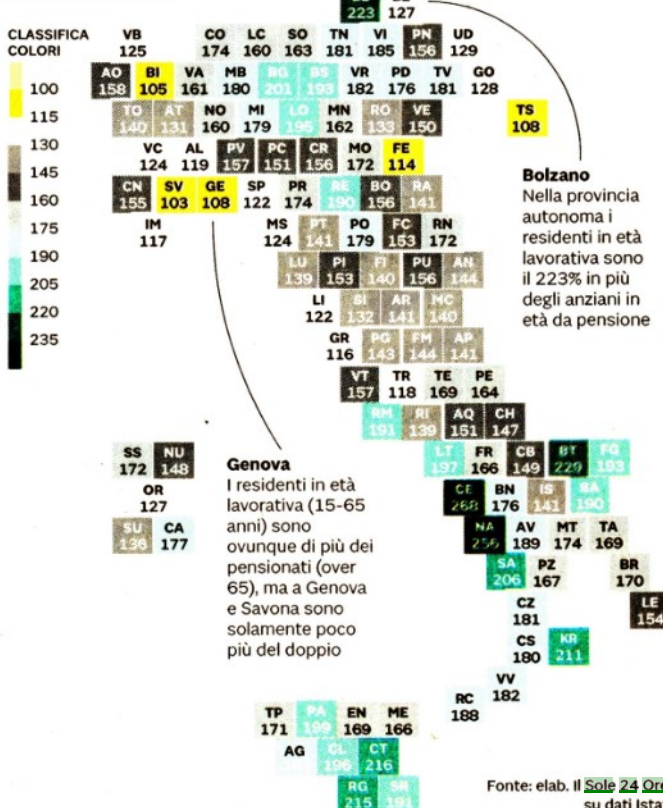 223 127
CLASSIFICA
COLORI
100
115
130
145
160
175
190
205
220
235
VB CO LC SO TN VI PN UD
125 174 160 163 181 185 156 129
AO BI VA MB BG BS VR PD TV GO
158 105 161 180 201 193 182 176 181 128
TO AT NO MI LO MN RO VE TS
140 131 160 179 195 162 133 150 108
VC AL PV PC CR MO FE
124 119 157 151 156 172 114
CN SV GE SP PR RE BO RA
155 103 108 122 174 190 156 141
IM MS PT PO FC RN
117 124 141 179 153 172
LU PI FI PU AN
139 153 140 156 144
LI SI AR MC
122 132 141 140
GR PG FM AP
116 143 144 141
VT TR TE PE
157 118 169 164
RM RI AQ CH
191 139 151 147
SS NU LT FR CB BT FG
172 148 197 166 149 229 193
OR CE BN IS BA
127 268 176 141 190
SU CA NA AV MT TA
136 177 256 189 174 169
SA PZ BR
206 167 170
CZ LE
181 154
CS KR
180 211
VV
182
RC
188
TP PA EN ME
171 199 169 166
AG CL CT
196 216
RG SR
215 191
Bolzano
Nella provincia
autonoma i
residenti in età
lavorativa sono
il 223% in più
degli anziani in
età da pensione
Genova
I residenti in età
lavorativa (15-65
anni) sono
ovunque di più dei
pensionati (over
65), ma a Genova
e Savona sono
solamente poco
più del doppio
Fonte: elab. Il Sole 24 Ore
su dati Ista